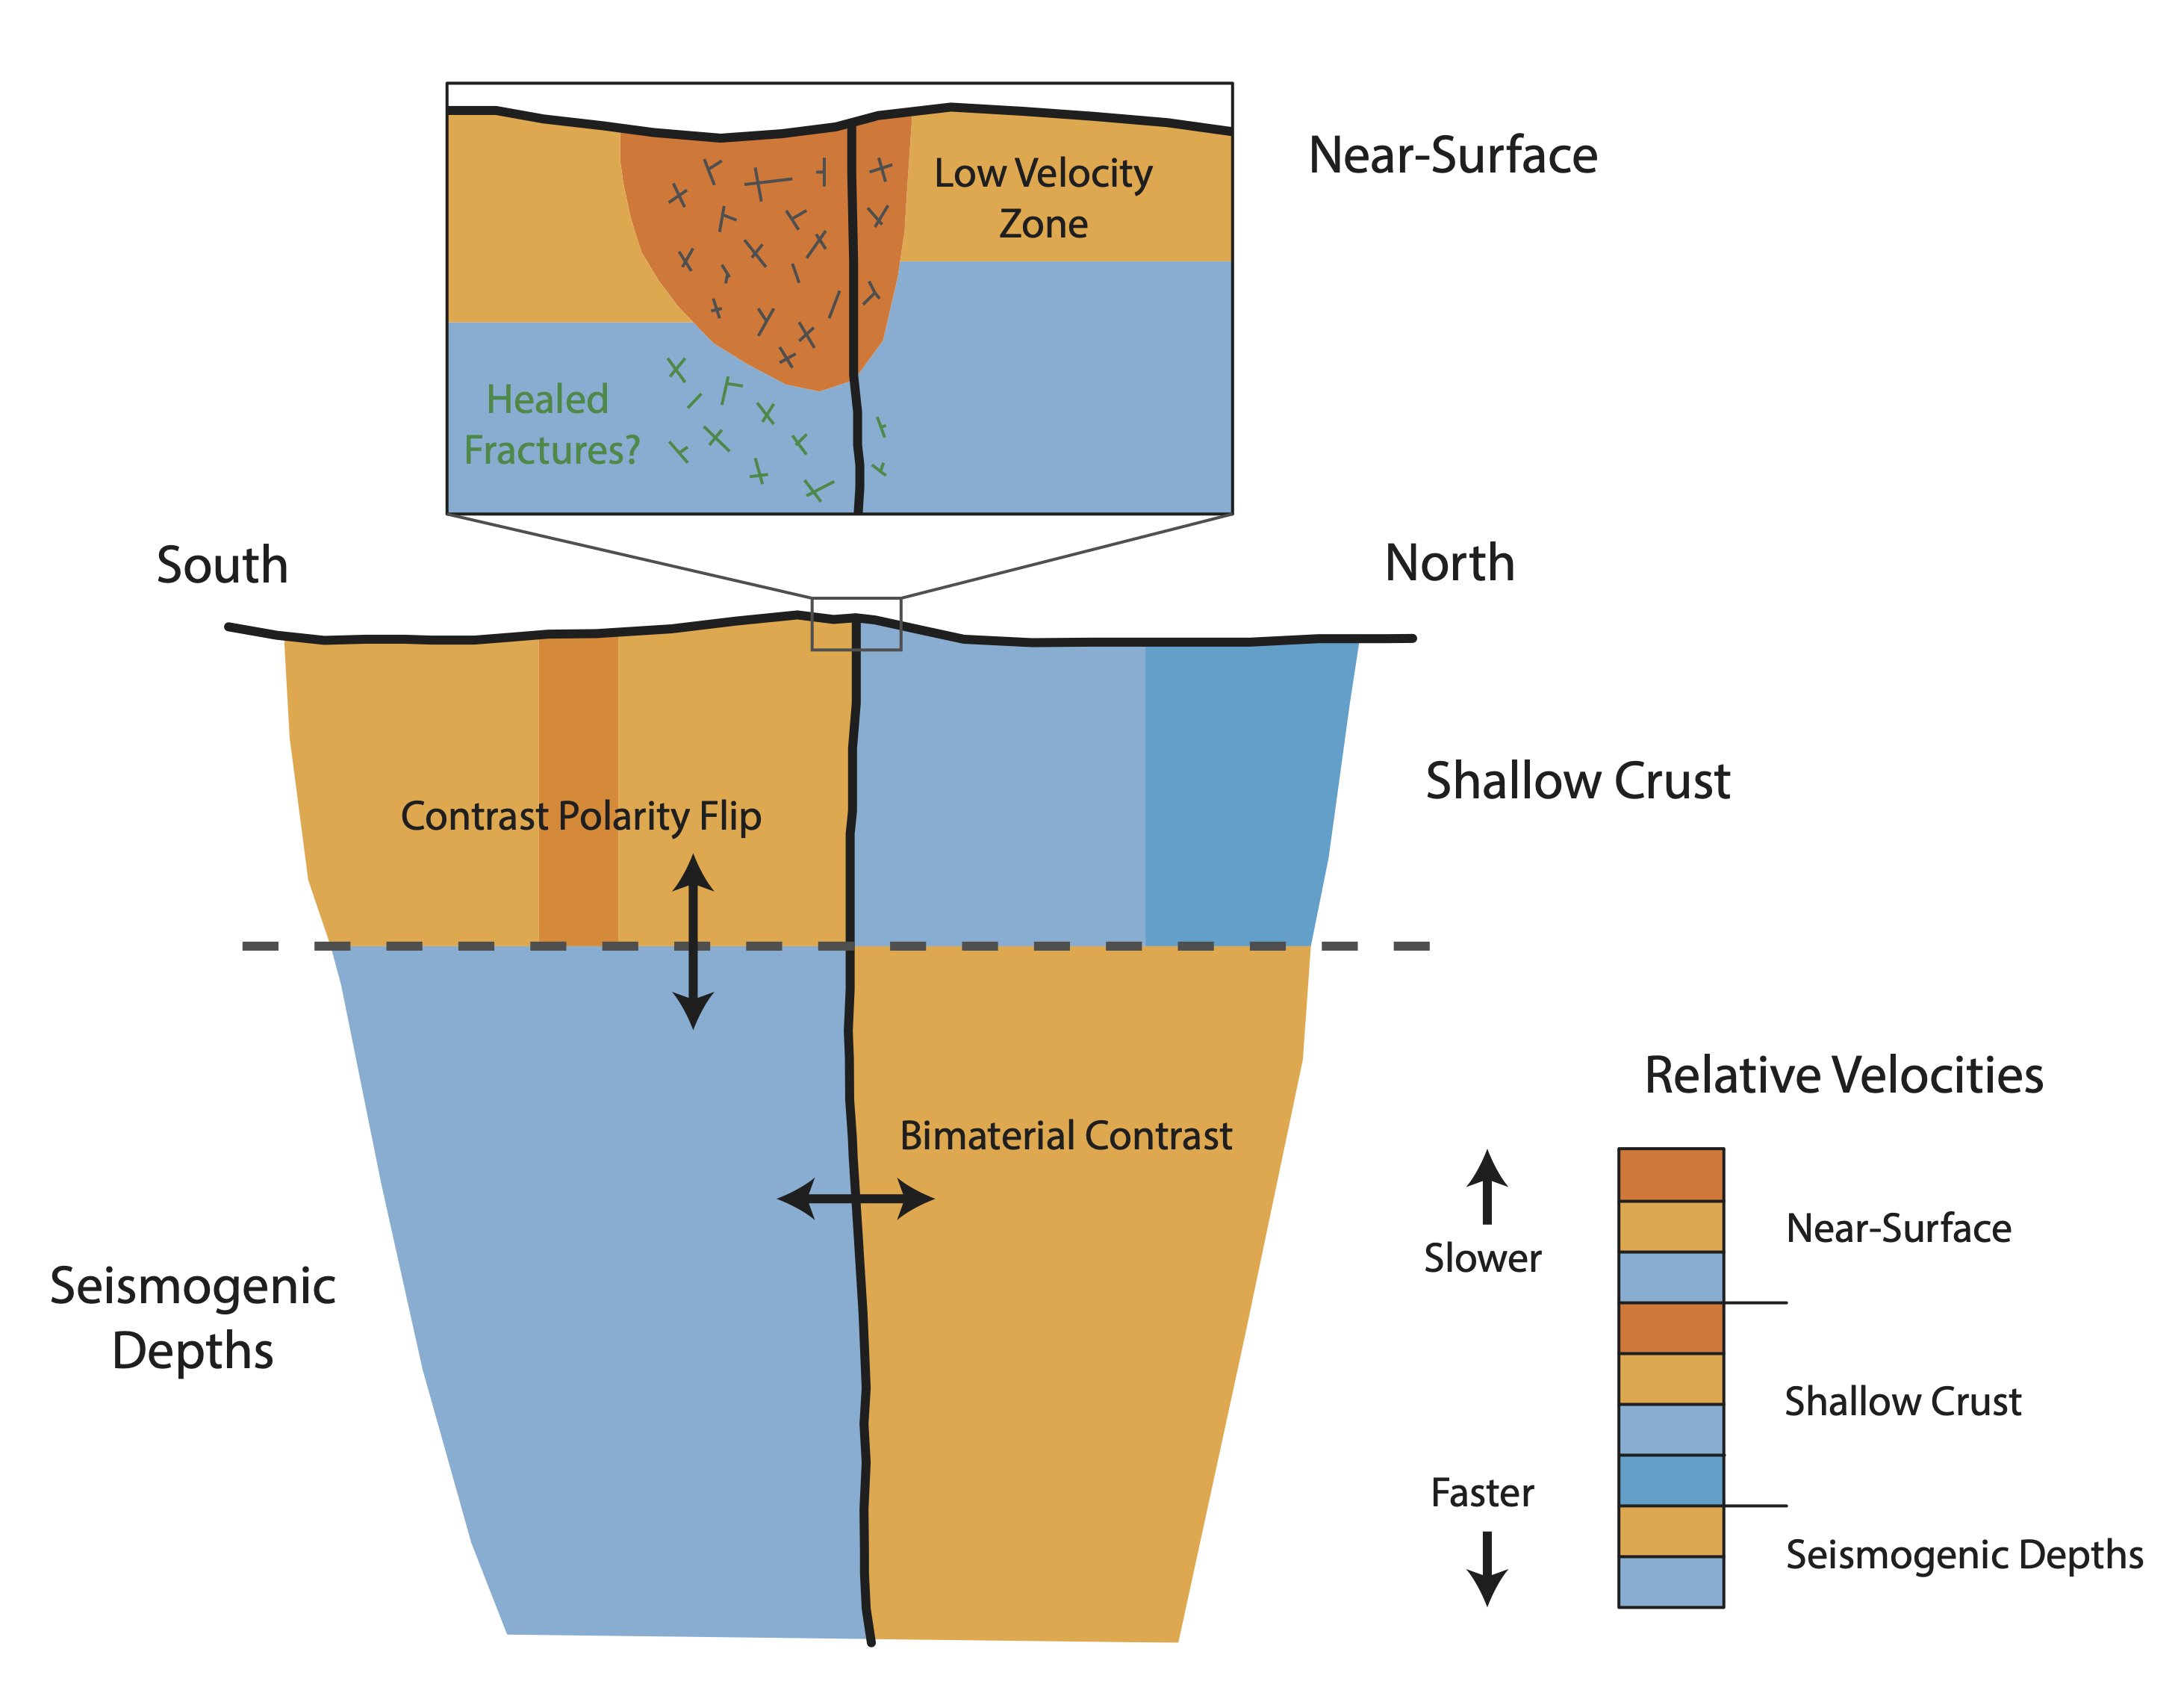 Near-Surface
Low Velocity
Zone
Healed
Fractures?
South
North
Shallow Crust
Contrast Polarity Flip
Relative Velocities
Bimaterial Contrast
Slower
Near-Surface
Seismogenic
Depths
Shallow Crust
Faster
Seismogenic Depths